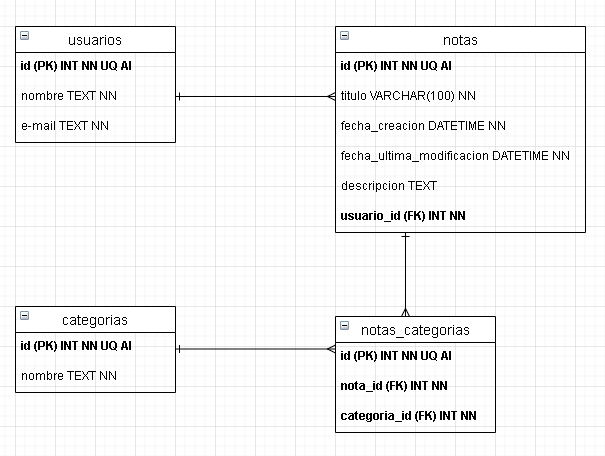 usuarios
id (PK) INT NN UQ AI
nombre TEXT NN
e-mail TEXT NN
notas
id (PK) INT NN UQ AI
titulo VARCHAR(100) NN
fecha_creacion DATETIME NN
fecha_ultima_modificacion DATETIME NN
descripcion TEXT
usuario_id (FK) INT NN
categorias
id (PK) INT NN UQ AI
nombre TEXT NN
notas_categorias
id (PK) INT NN UQ AI
nota_id (FK) INT NN
categoria_id (FK) INT NN